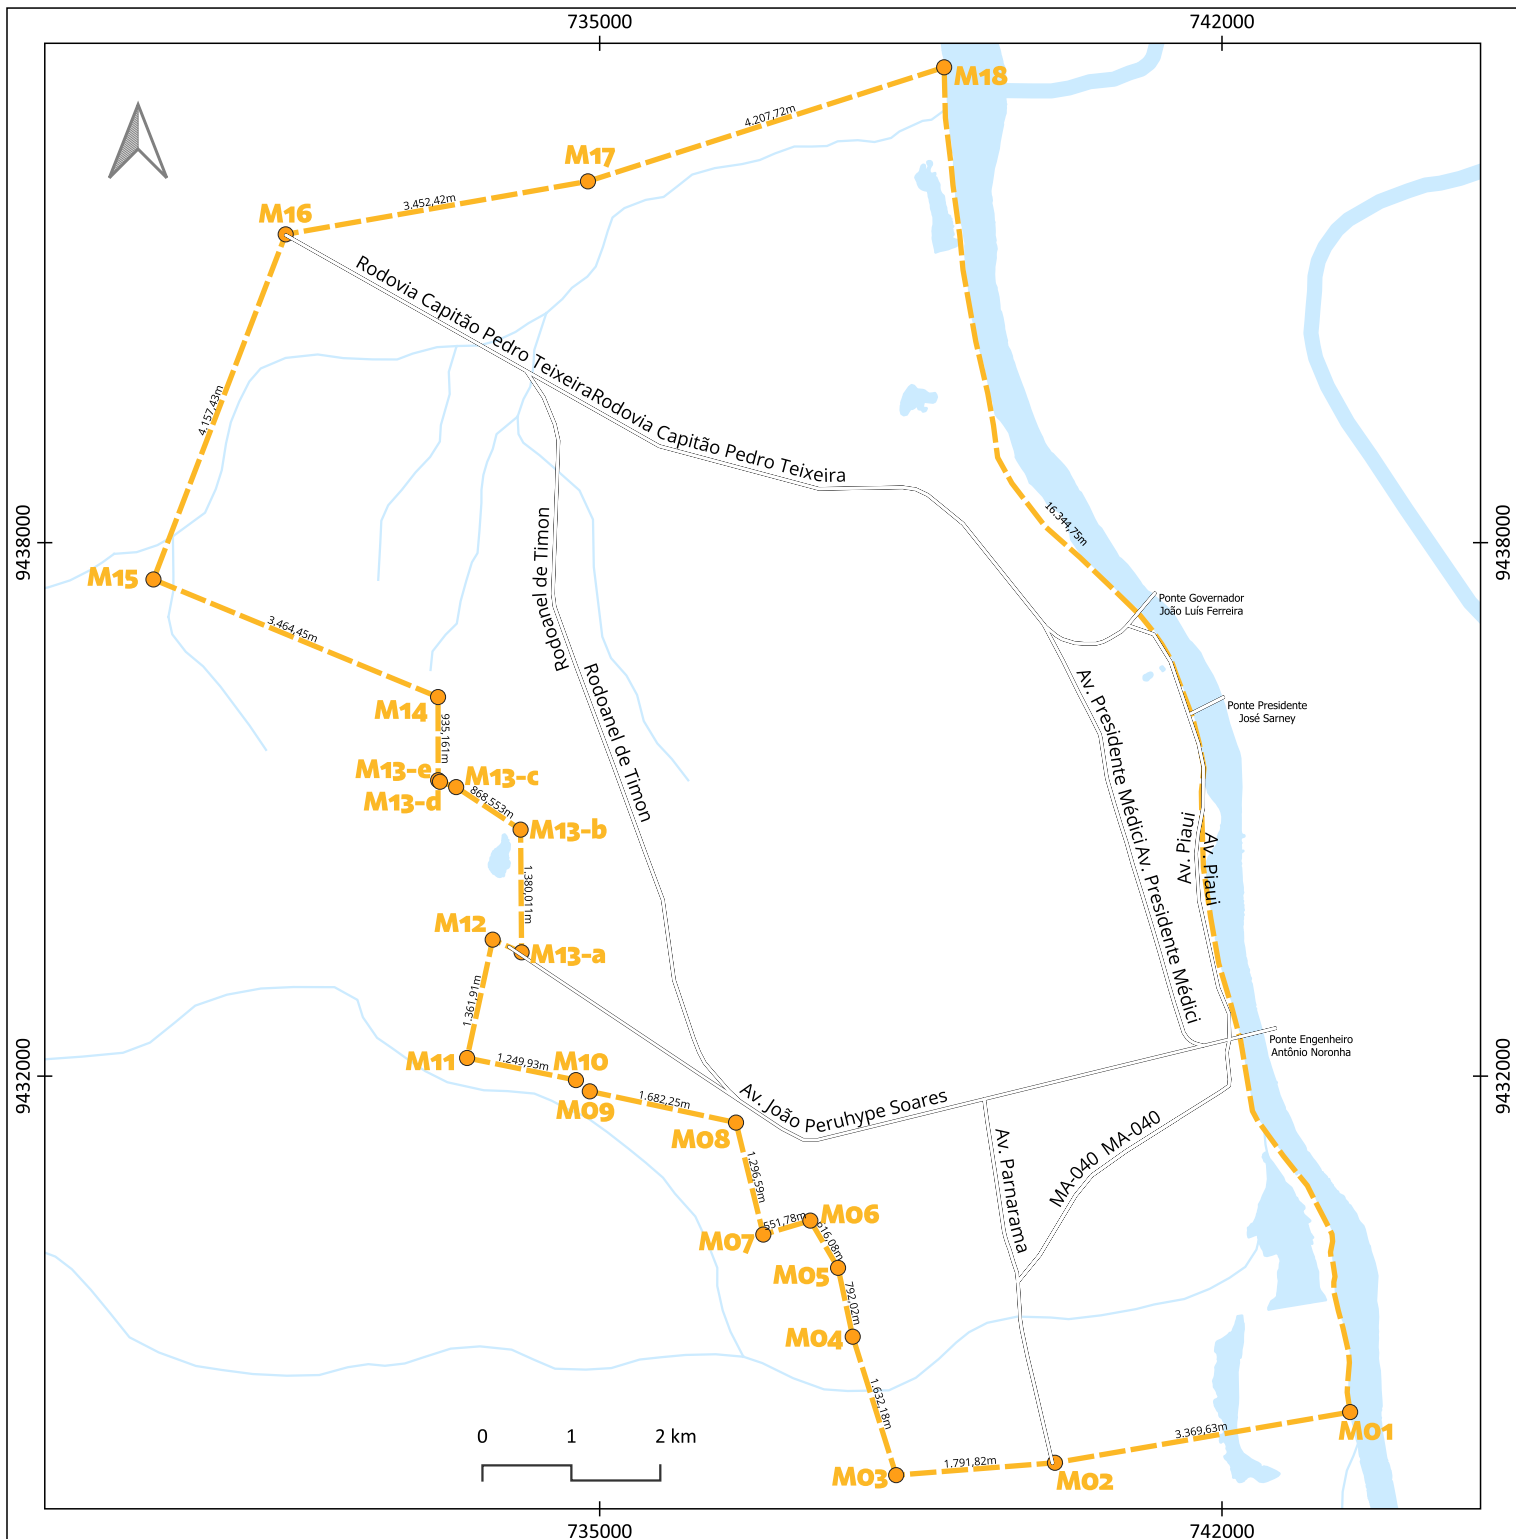 735000
742000
M18
4.207,72m
M17
3.452,42m
M16
Rodovia Capitão Pedro Teixeira
Rodovia Capitão Pedro Teixeira
4.157,43m
9438000
9438000
16.344,75m
Rodoanel de Timon
M15
Ponte Governador
João Luís Ferreira
3.464,45m
Rodoanel de Timon
Av. Presidente Médici
M14
Ponte Presidente
José Sarney
935,161m
M13-e
M13-c
M13-d
868,553m
M13-b
Av. Piaui
Av. Piaui
Av. Presidente Médici
1.380,011m
M12
M13-a
1.361,91m
M11
1.249,93m
M10
Ponte Engenheiro
Antônio Noronha
9432000
9432000
M09
1.682,25m
Av. João Peruhype Soares
M08
MA-040
MA-040
Av. Parnarama
1.296,59m
551,78m
M06
M07
616,08m
M05
792,02m
M04
1.632,18m
0
1
2 km
3.369,63m
M01
M03
1.791,82m
M02
735000
742000